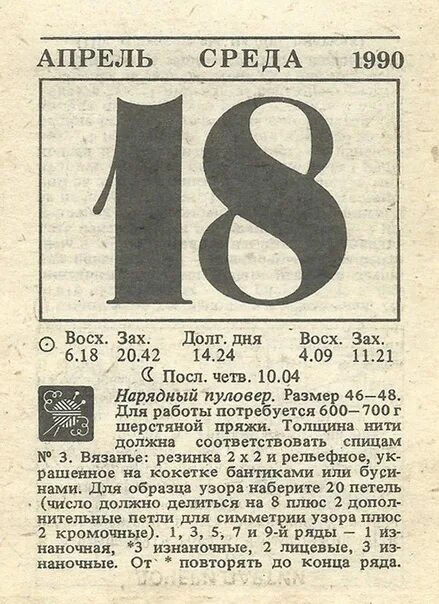 АПРЕЛЬ СРЕДА 1990
18
Восх. Зах. Долг. дня Восх. Зах.
6.18 20.42 14.24 4.09 11.21
☾ Посл. четв. 10.04
Нарядный пуловер. Размер 46—48.
Для работы потребуется 600—700 г
шерстяной пряжи. Толщина нити
должна соответствовать спицам
№ 3. Вязанье: резинка 2 x 2 и рельефное, ук-
рашенное на кокетке бантиками или буси-
нами. Для образца узора наберите 20 петель
(число должно делиться на 8 плюс 2 допол-
нительные петли для симметрии узора плюс
2 кромочные). 1, 3, 5, 7 и 9-й ряды — 1 из-
наночная, *3 изнаночные, 2 лицевые, 3 из-
наночные. От * повторять до конца ряда.